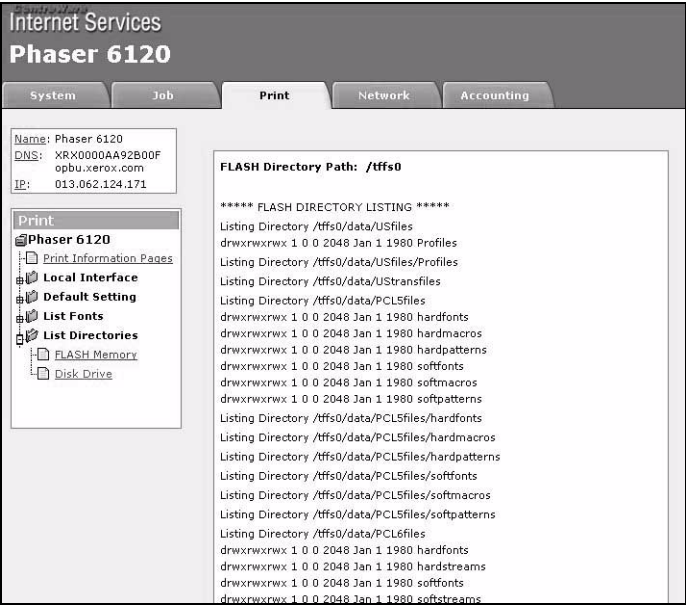 CentreWare
Internet Services
Phaser 6120
System
Job
Print
Network
Accounting
Name: Phaser 6120
DNS: XRX0000AA92B00F
opbu.xerox.com
IP: 013.062.124.171
Print
Phaser 6120
Print Information Pages
Local Interface
Default Setting
List Fonts
List Directories
FLASH Memory
Disk Drive
FLASH Directory Path: /tffs0
***** FLASH DIRECTORY LISTING *****
Listing Directory /tffs0/data/USfiles
drwxrwxrwx 1 0 0 2048 Jan 1 1980 Profiles
Listing Directory /tffs0/data/USfiles/Profiles
Listing Directory /tffs0/data/UStransfiles
Listing Directory /tffs0/data/PCL5files
drwxrwxrwx 1 0 0 2048 Jan 1 1980 hardfonts
drwxrwxrwx 1 0 0 2048 Jan 1 1980 hardmacros
drwxrwxrwx 1 0 0 2048 Jan 1 1980 hardpatterns
drwxrwxrwx 1 0 0 2048 Jan 1 1980 softfonts
drwxrwxrwx 1 0 0 2048 Jan 1 1980 softmacros
drwxrwxrwx 1 0 0 2048 Jan 1 1980 softpatterns
Listing Directory /tffs0/data/PCL5files/hardfonts
Listing Directory /tffs0/data/PCL5files/hardmacros
Listing Directory /tffs0/data/PCL5files/hardpatterns
Listing Directory /tffs0/data/PCL5files/softfonts
Listing Directory /tffs0/data/PCL5files/softmacros
Listing Directory /tffs0/data/PCL5files/softpatterns
Listing Directory /tffs0/data/PCL6files
drwxrwxrwx 1 0 0 2048 Jan 1 1980 hardfonts
drwxrwxrwx 1 0 0 2048 Jan 1 1980 hardstreams
drwxrwxrwx 1 0 0 2048 Jan 1 1980 softfonts
drwxrwxrwx 1 0 0 2048 Jan 1 1980 softstreams